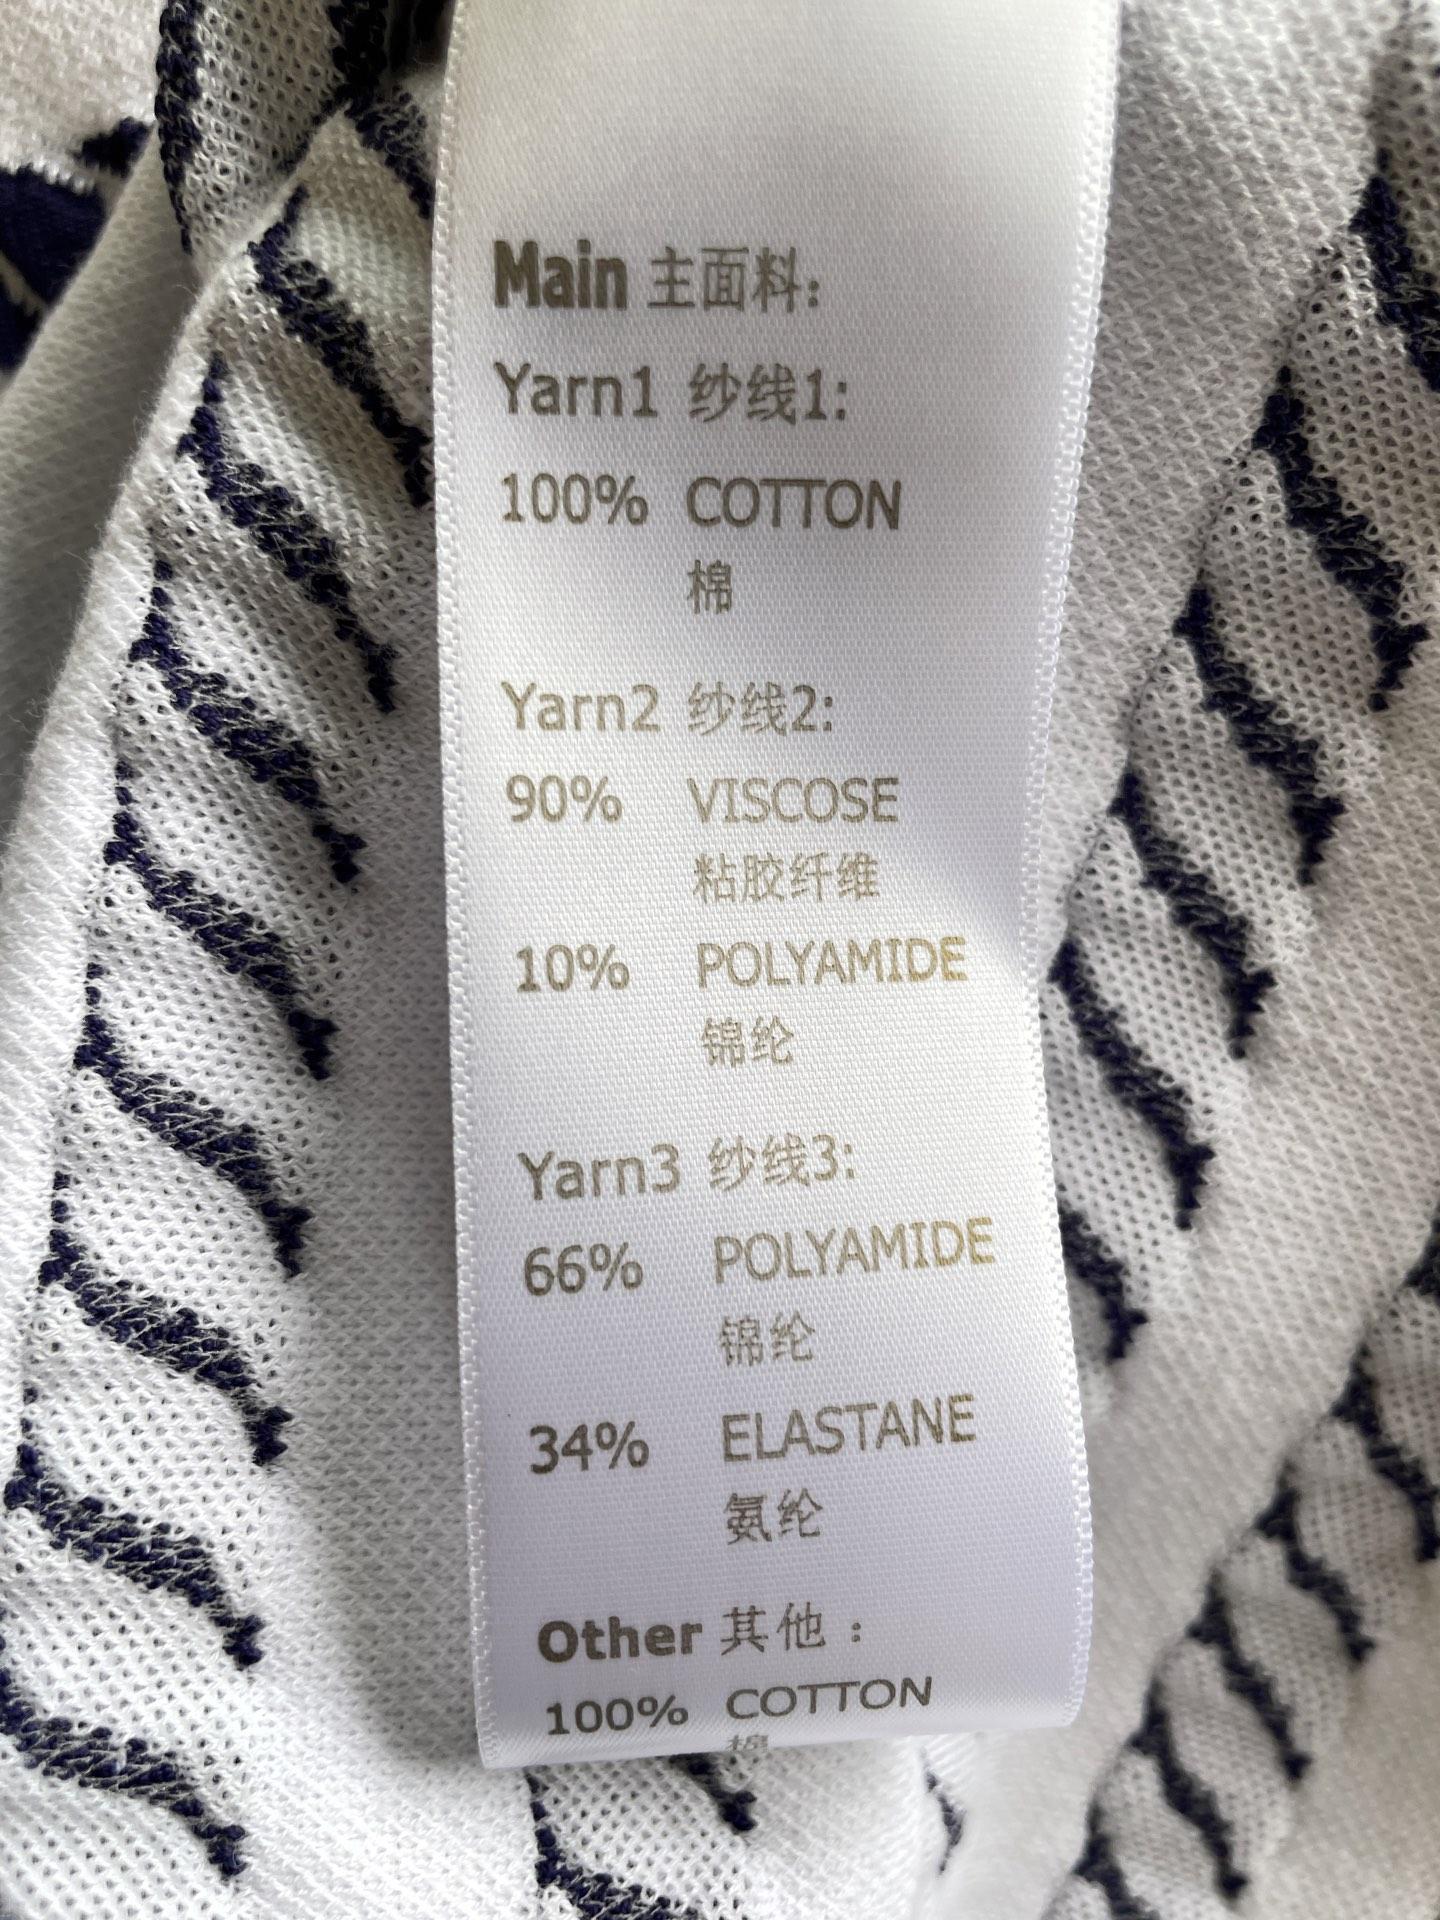 Main 主面料:
Yarn1 纱线1:
100% COTTON
棉
Yarn2 纱线2:
90% VISCOSE
粘胶纤维
10% POLYAMIDE
锦纶
Yarn3 纱线3:
66% POLYAMIDE
锦纶
34% ELASTANE
氨纶
Other 其他：
100% COTTON
棉